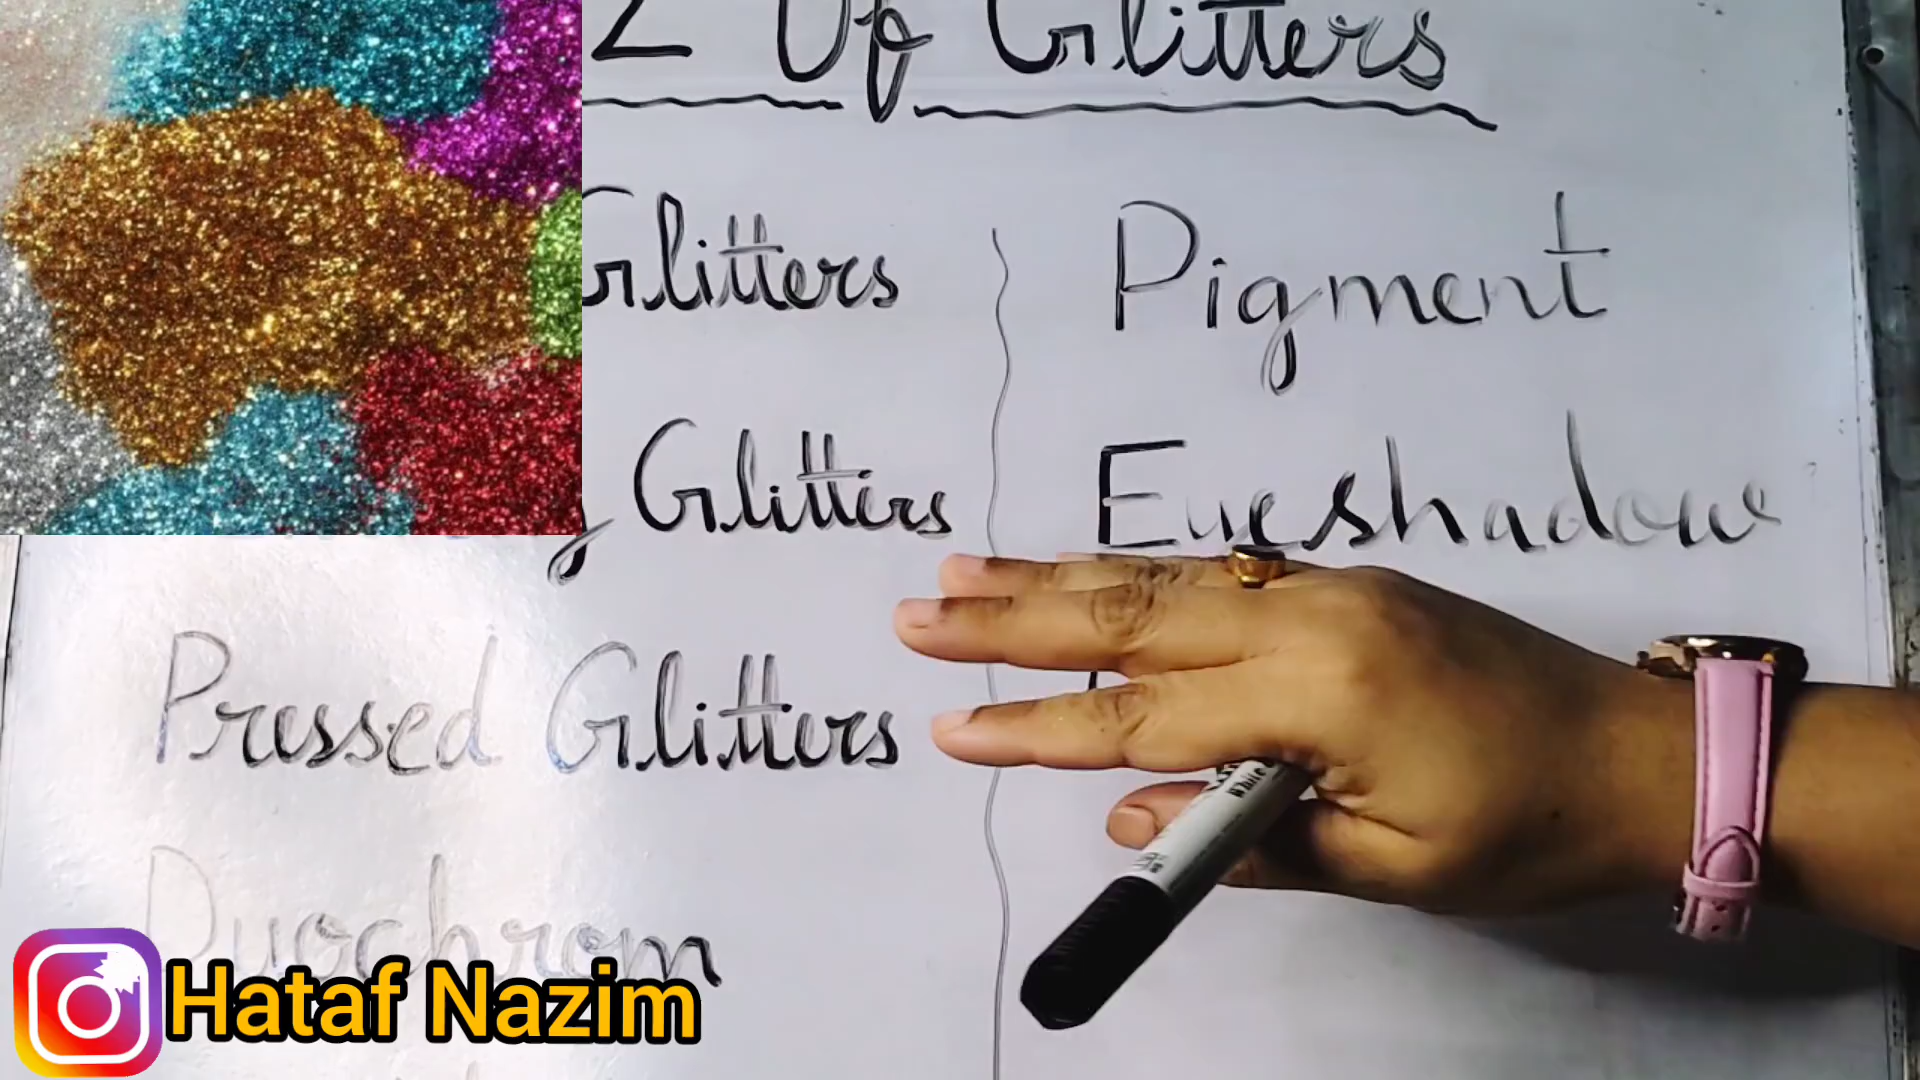 Z Of Glitters
Glitters
Pigment
Glitters
Eyeshadow
Pressed Glitters
Duochrom
Hataf Nazim